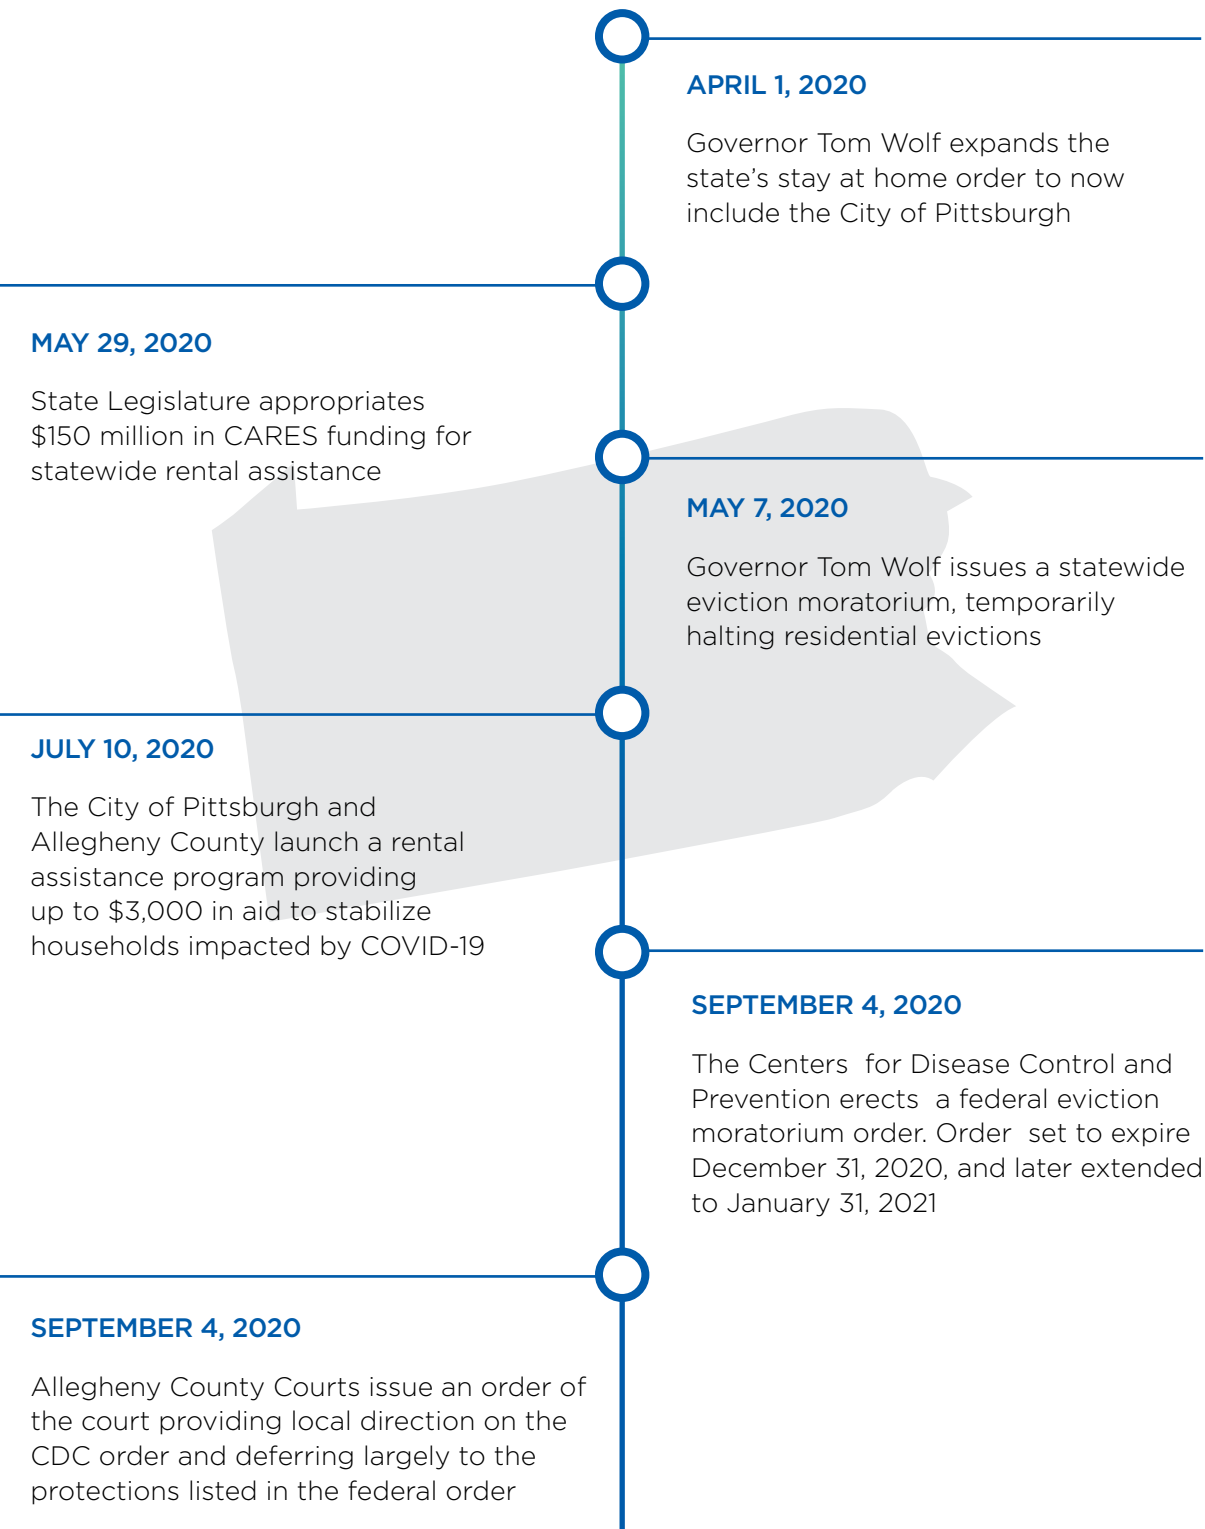 APRIL 1, 2020
Governor Tom Wolf expands the
state’s stay at home order to now
include the City of Pittsburgh
MAY 29, 2020
State Legislature appropriates
$150 million in CARES funding for
statewide rental assistance
MAY 7, 2020
Governor Tom Wolf issues a statewide
eviction moratorium, temporarily
halting residential evictions
JULY 10, 2020
The City of Pittsburgh and
Allegheny County launch a rental
assistance program providing
up to $3,000 in aid to stabilize
households impacted by COVID-19
SEPTEMBER 4, 2020
The Centers  for Disease Control and
Prevention erects  a federal eviction
moratorium order. Order  set to expire
December 31, 2020, and later extended
to January 31, 2021
SEPTEMBER 4, 2020
Allegheny County Courts issue an order of
the court providing local direction on the
CDC order and deferring largely to the
protections listed in the federal order